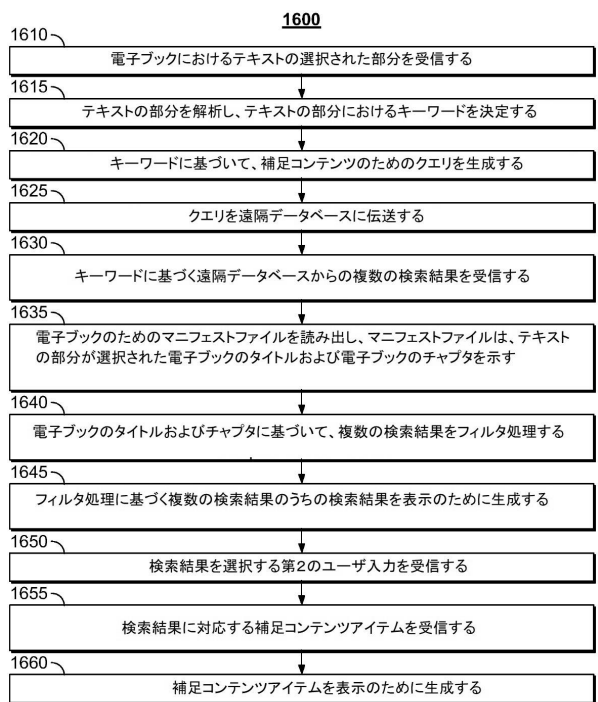 1600
1610
電子ブックにおけるテキストの選択された部分を受信する
1615
テキストの部分を解析し、テキストの部分におけるキーワードを決定する
1620
キーワードに基づいて、補足コンテンツのためのクエリを生成する
1625
クエリを遠隔データベースに伝送する
1630
キーワードに基づく遠隔データベースからの複数の検索結果を受信する
1635
電子ブックのためのマニフェストファイルを読み出し、マニフェストファイルは、テキスト
の部分が選択された電子ブックのタイトルおよび電子ブックのチャプタを示す
1640
電子ブックのタイトルおよびチャプタに基づいて、複数の検索結果をフィルタ処理する
1645
フィルタ処理に基づく複数の検索結果のうちの検索結果を表示のために生成する
1650
検索結果を選択する第2のユーザ入力を受信する
1655
検索結果に対応する補足コンテンツアイテムを受信する
1660
補足コンテンツアイテムを表示のために生成する